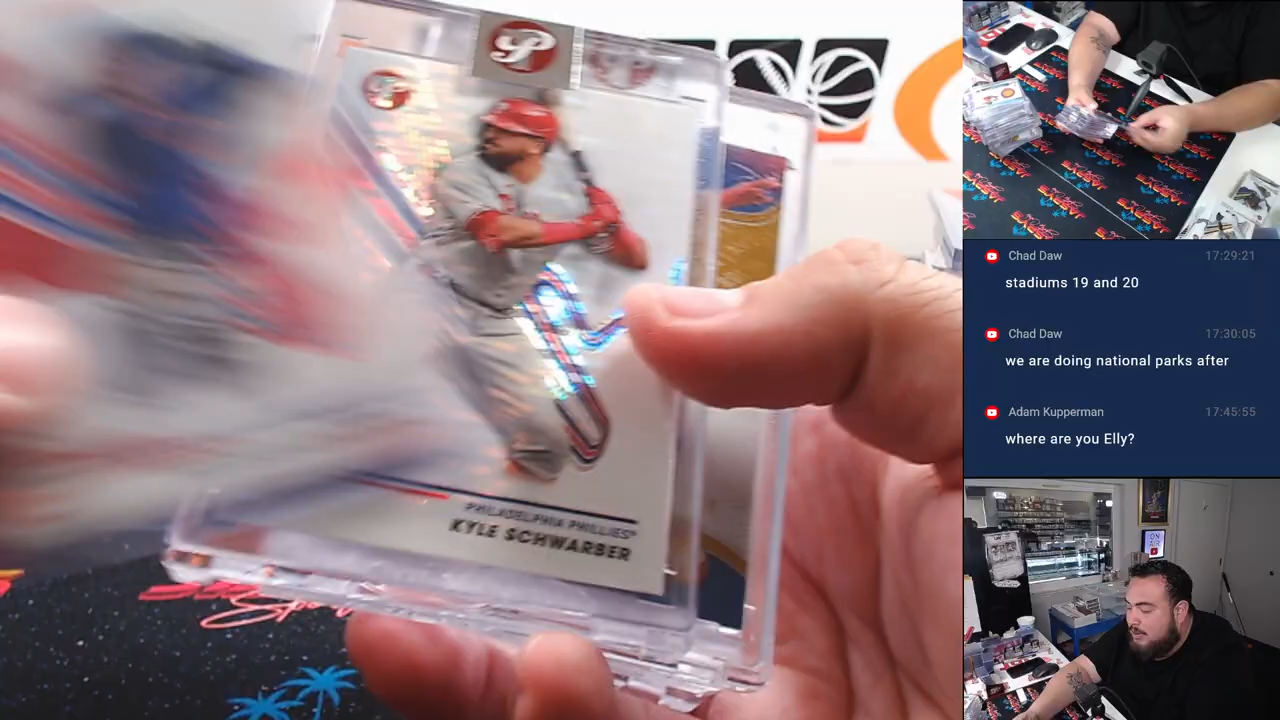 PHILADELPHIA PHILLIES
KYLE SCHWARBER
Chad Daw 17:29:21
stadiums 19 and 20
Chad Daw 17:30:05
we are doing national parks after
Adam Kupperman 17:45:55
where are you Elly?